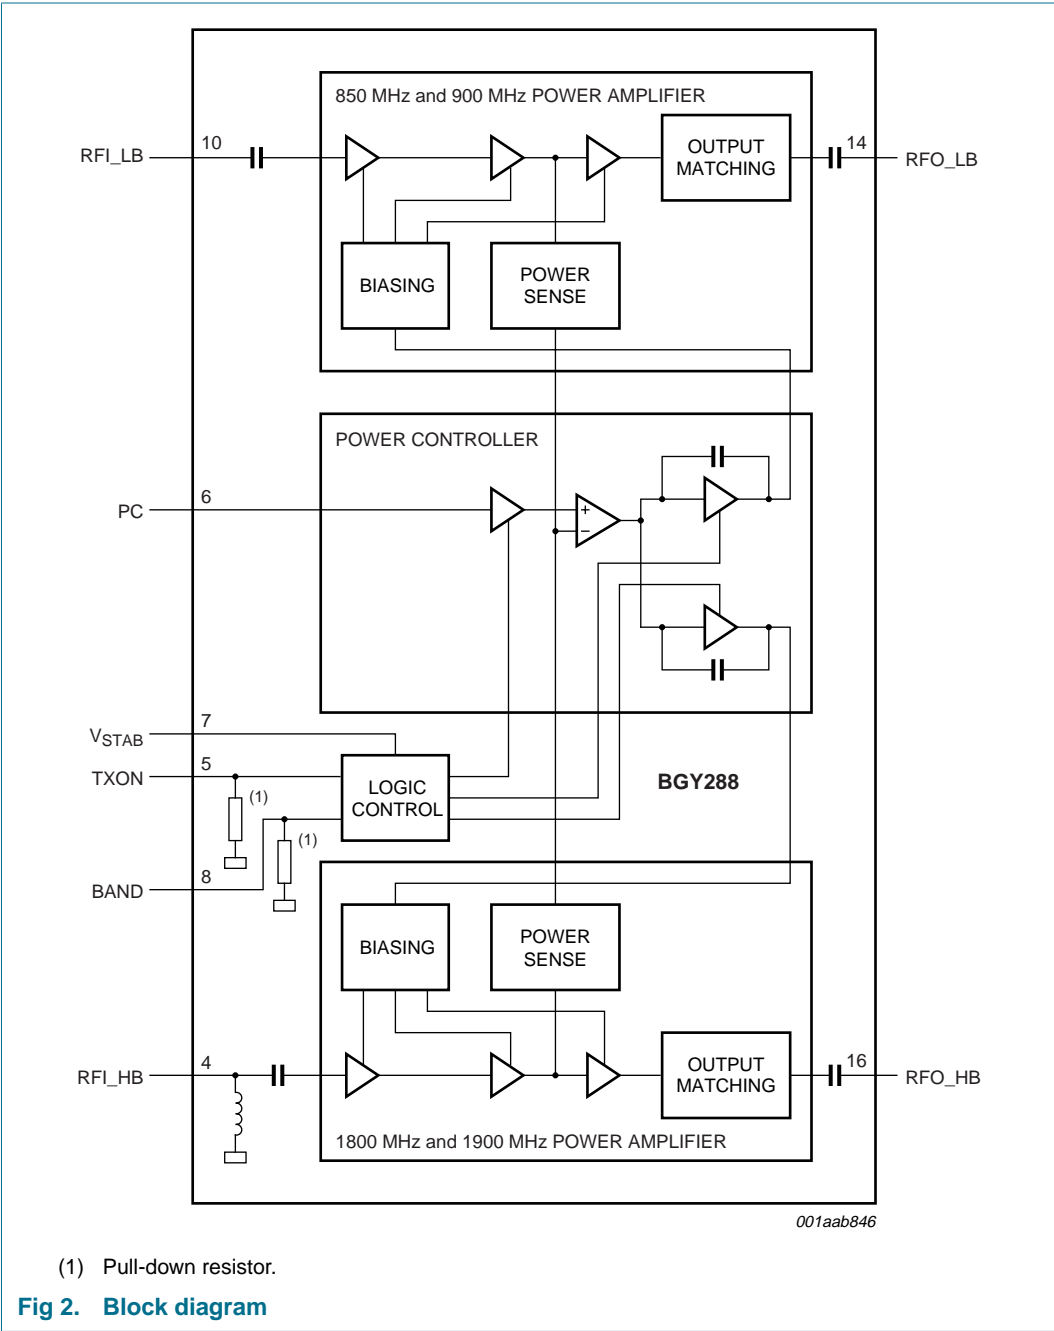 850 MHz and 900 MHz POWER AMPLIFIER
RFI_LB
10
OUTPUT
MATCHING
14
RFO_LB
BIASING
POWER
SENSE
POWER CONTROLLER
PC
6
+
−
VSTAB
7
TXON
5
(1)
LOGIC
CONTROL
BGY288
(1)
BAND
8
BIASING
POWER
SENSE
RFI_HB
4
OUTPUT
MATCHING
16
RFO_HB
1800 MHz and 1900 MHz POWER AMPLIFIER
001aab846
(1) Pull-down resistor.
Fig 2. Block diagram